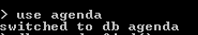 > use agenda
switched to db agenda